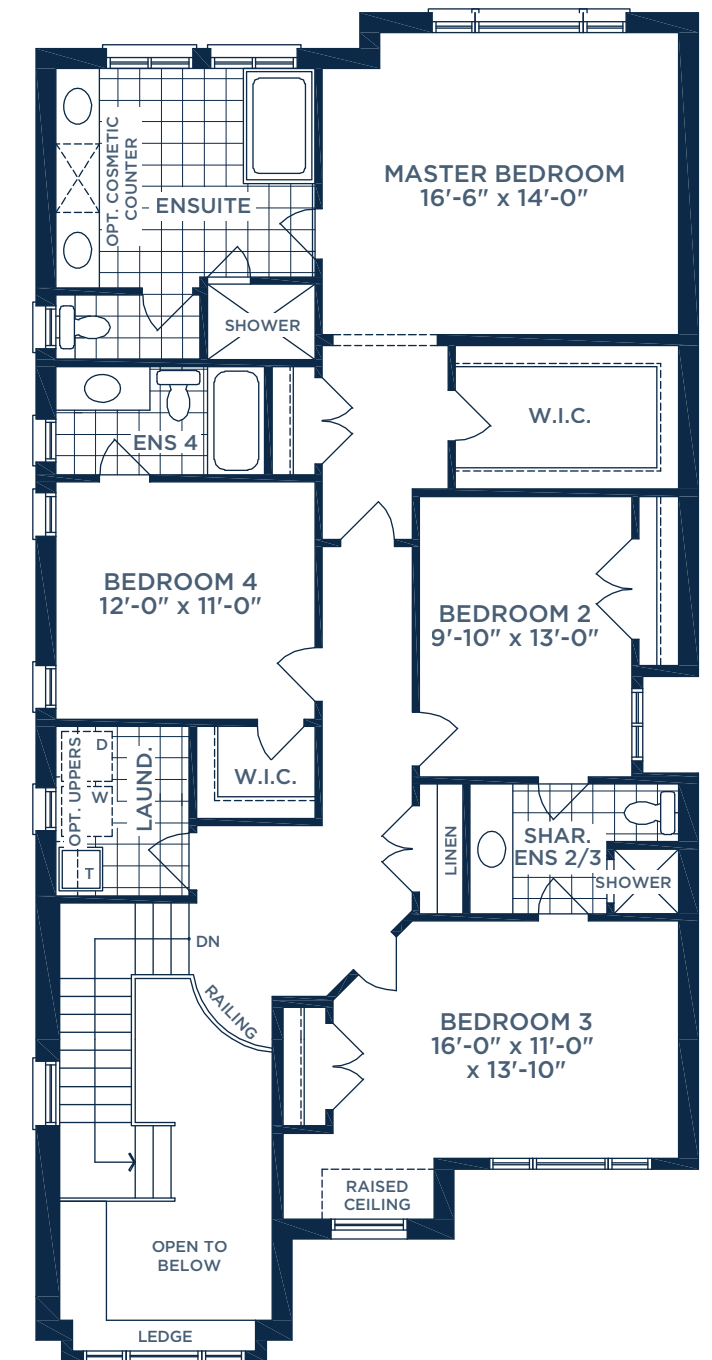 MASTER BEDROOM
16'-6" x 14'-0"
OPT. COSMETIC
COUNTER
ENSUITE
SHOWER
W.I.C.
ENS 4
BEDROOM 4
12'-0" x 11'-0"
BEDROOM 2
9'-10" x 13'-0"
OPT. UPPERS
D
W
T
LAUND.
W.I.C.
LINEN
SHAR.
ENS 2/3
SHOWER
DN
RAILING
BEDROOM 3
16'-0" x 11'-0"
x 13'-10"
RAISED
CEILING
OPEN TO
BELOW
LEDGE